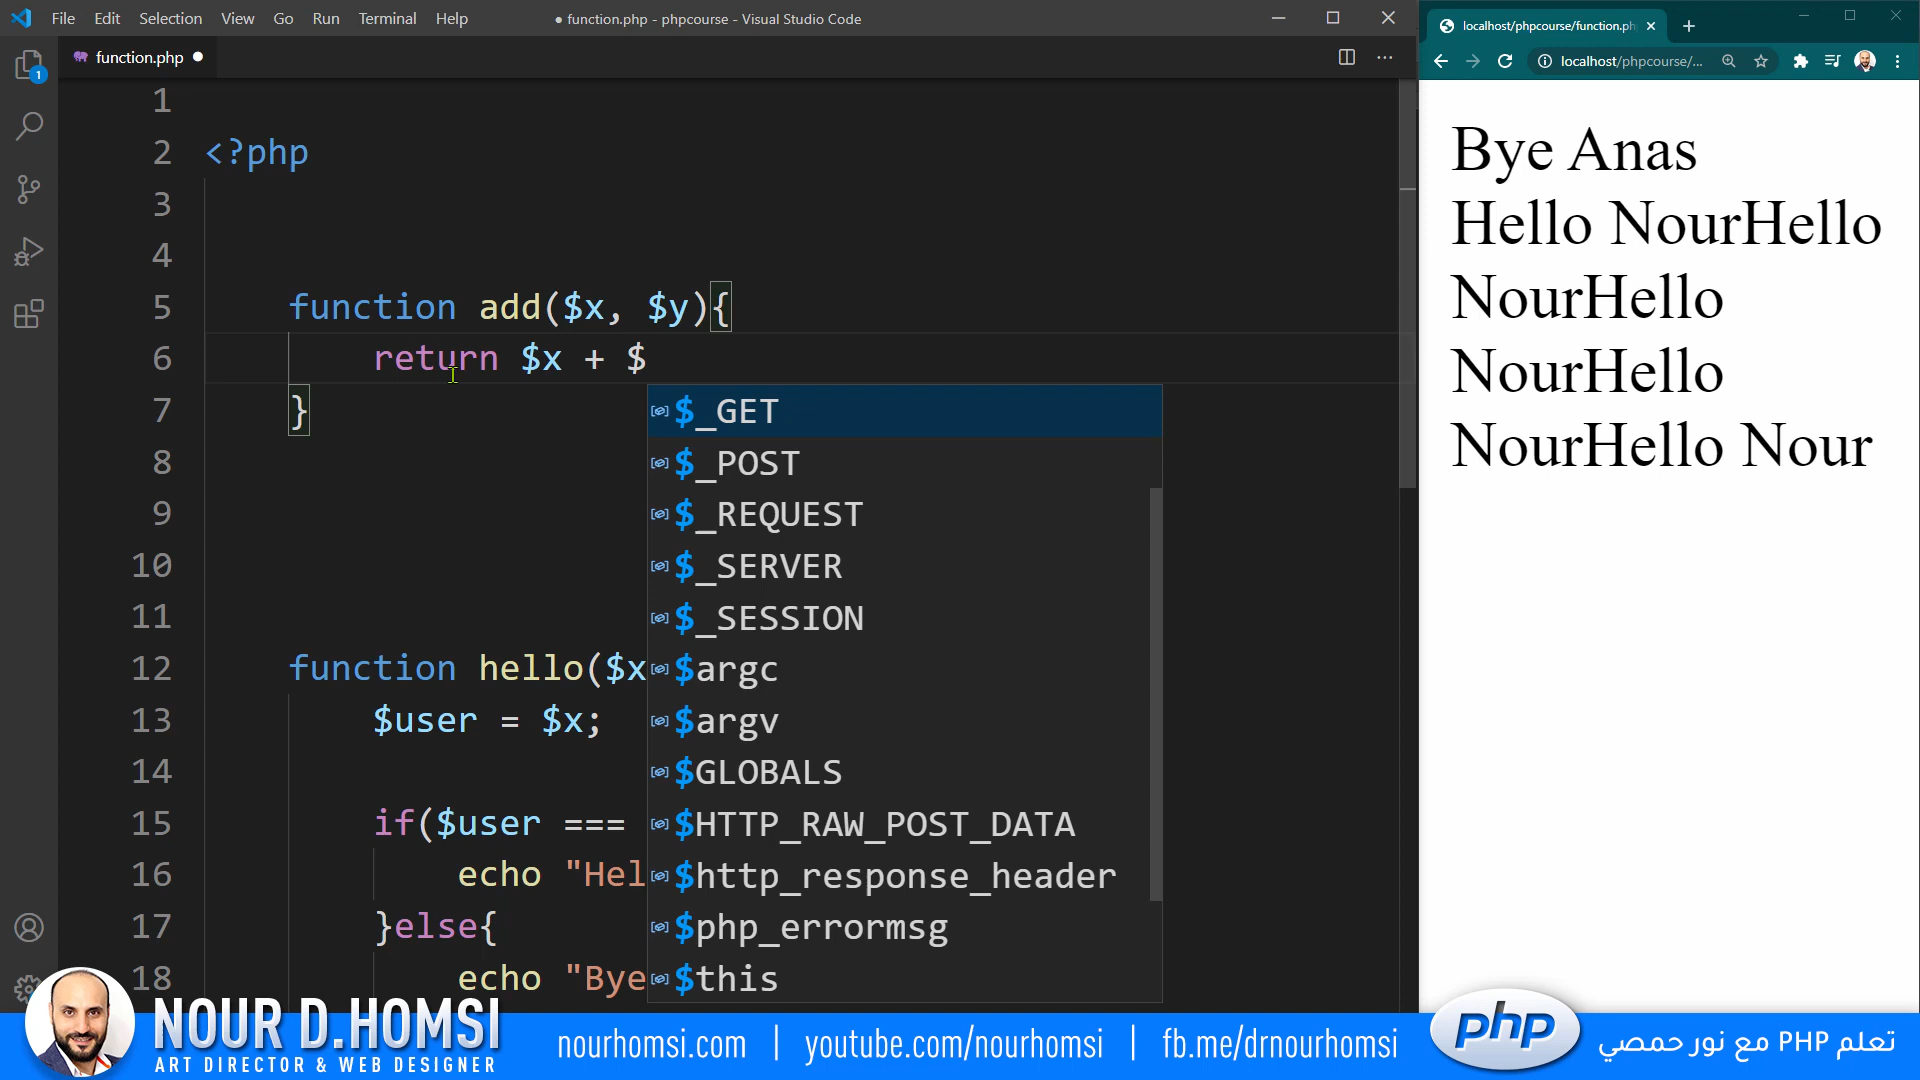 File Edit Selection View Go Run Terminal Help
● function.php - phpcourse - Visual Studio Code
function.php
1
1
2 <?php
3
4
5 function add($x, $y){
6 return $x + $
7 }
8
9
10
11
12 function hello($x
13 $user = $x;
14
15 if($user ===
16 echo "Hel
17 }else{
18 echo "Bye
$_GET
$_POST
$_REQUEST
$_SERVER
$_SESSION
$argc
$argv
$GLOBALS
$HTTP_RAW_POST_DATA
$http_response_header
$php_errormsg
$this
localhost/phpcourse/function.ph
localhost/phpcourse/...
Bye Anas
Hello NourHello
NourHello
NourHello
NourHello Nour
NOUR D.HOMSI
ART DIRECTOR & WEB DESIGNER
nourhomsi.com | youtube.com/nourhomsi | fb.me/drnourhomsi
php
تعلم PHP مع نور حمصي